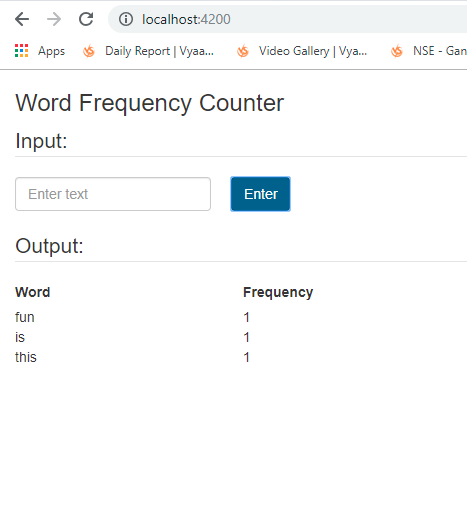 localhost:4200
Apps Daily Report | Vyaa... Video Gallery | Vya... NSE - Gan
Word Frequency Counter
Input:
Enter text Enter
Output:
Word Frequency
fun 1
is 1
this 1